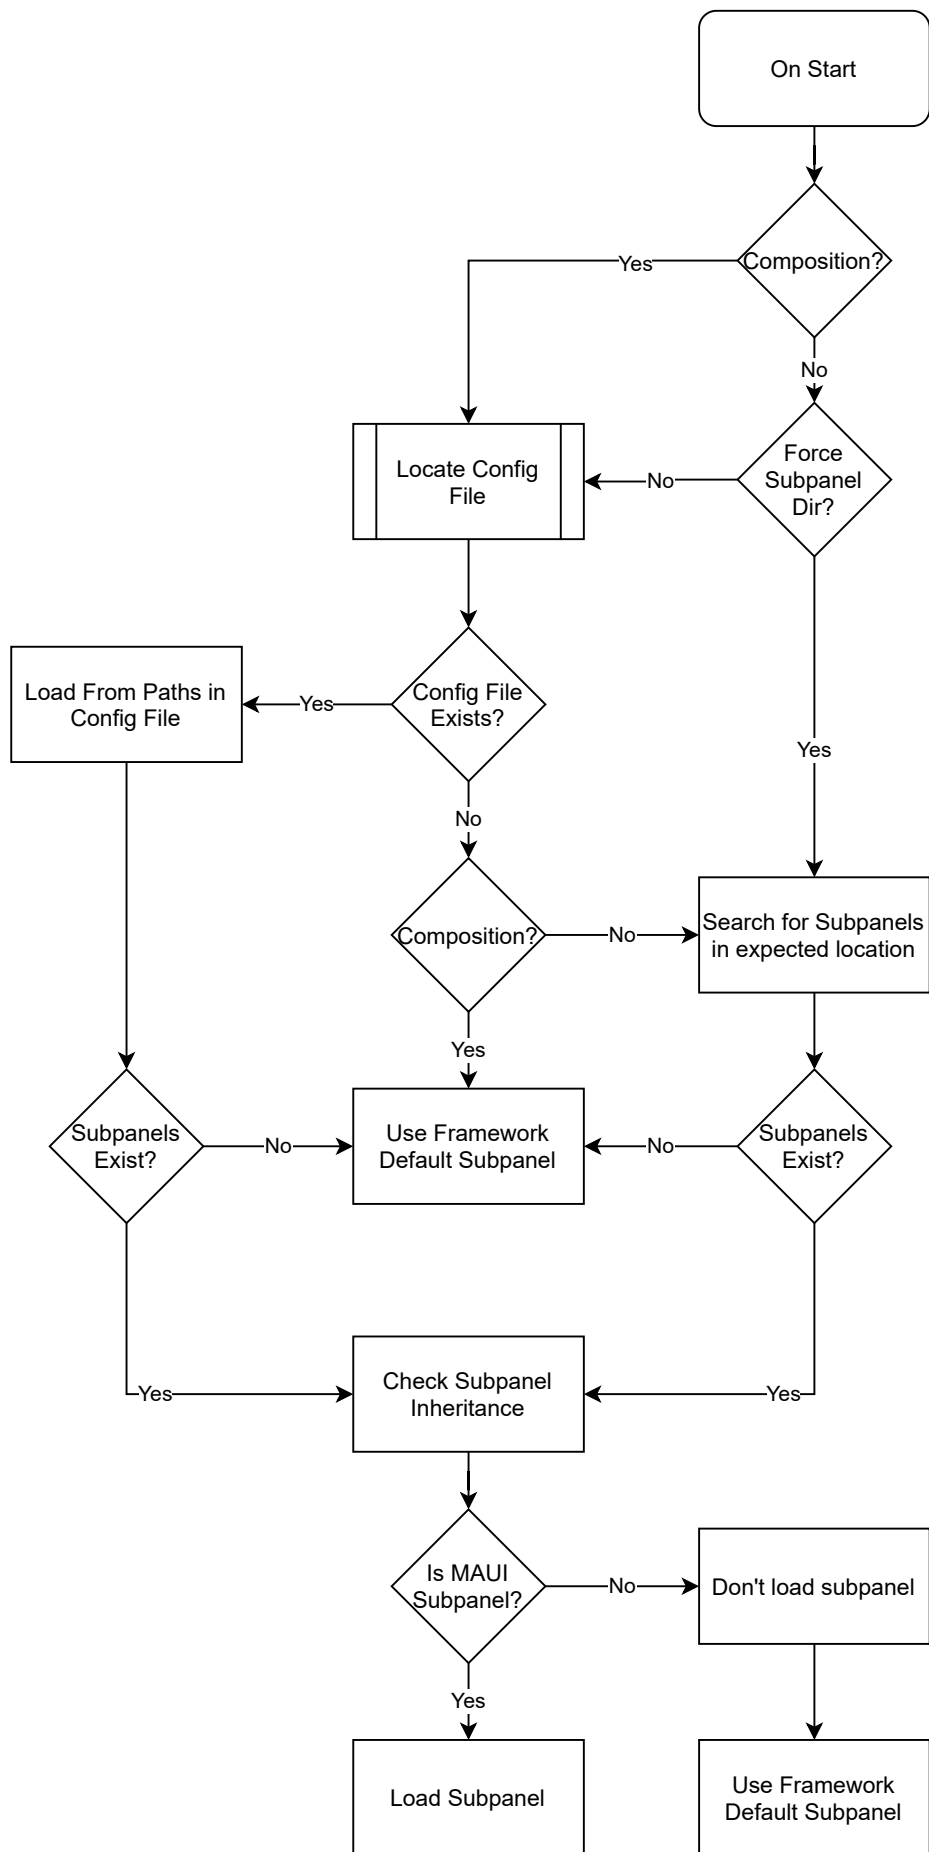 On Start
Composition?
Yes
No
Force
Subpanel
Dir?
No
Locate Config
File
Config File
Exists?
Yes
Load From Paths in
Config File
Yes
No
Composition?
No
Search for Subpanels
in expected location
Yes
Subpanels
Exist?
No
Use Framework
Default Subpanel
No
Subpanels
Exist?
Yes
Check Subpanel
Inheritance
Yes
Is MAUI
Subpanel?
No
Don't load subpanel
Yes
Load Subpanel
Use Framework
Default Subpanel